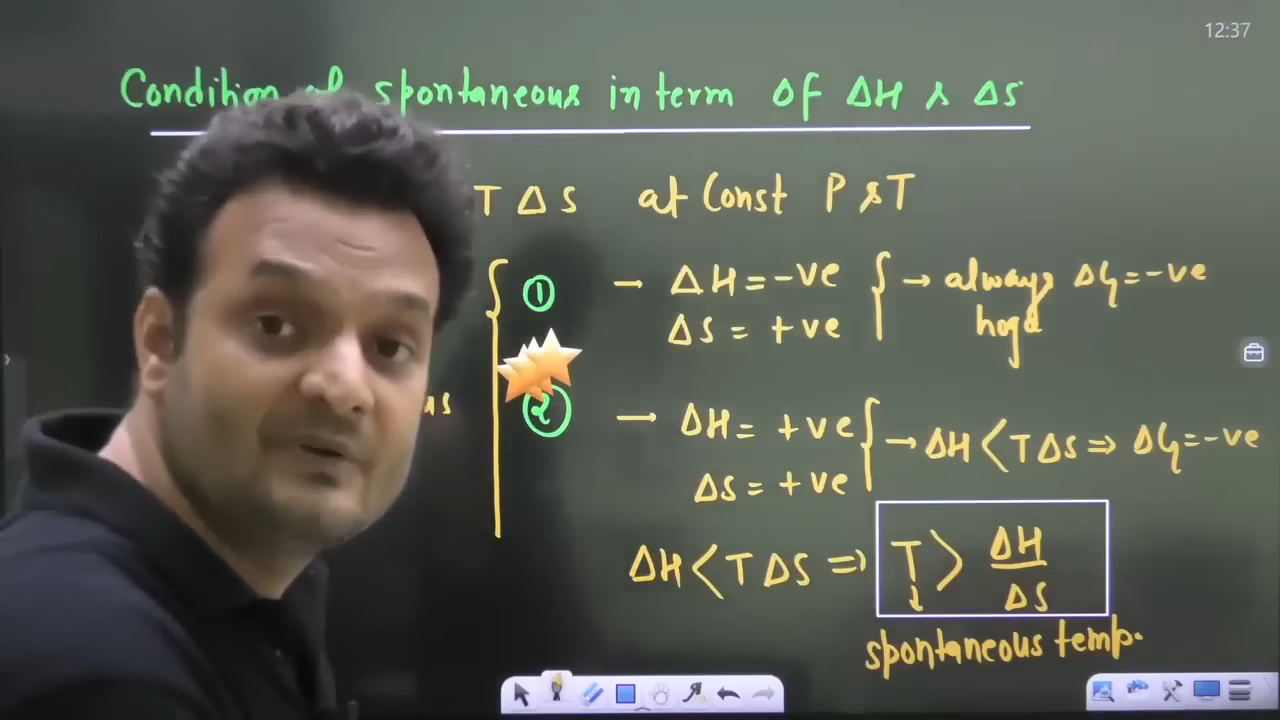 12:37
Condition of spontaneous in term of ΔH & ΔS
TΔS at Const P & T
① → ΔH = -ve } → always ΔG = -ve
ΔS = +ve hoga
② → ΔH = +ve } → ΔH < TΔS ⇒ ΔG = -ve
ΔS = +ve
ΔH < TΔS ⇒ T > ΔH/ΔS
spontaneous temp.